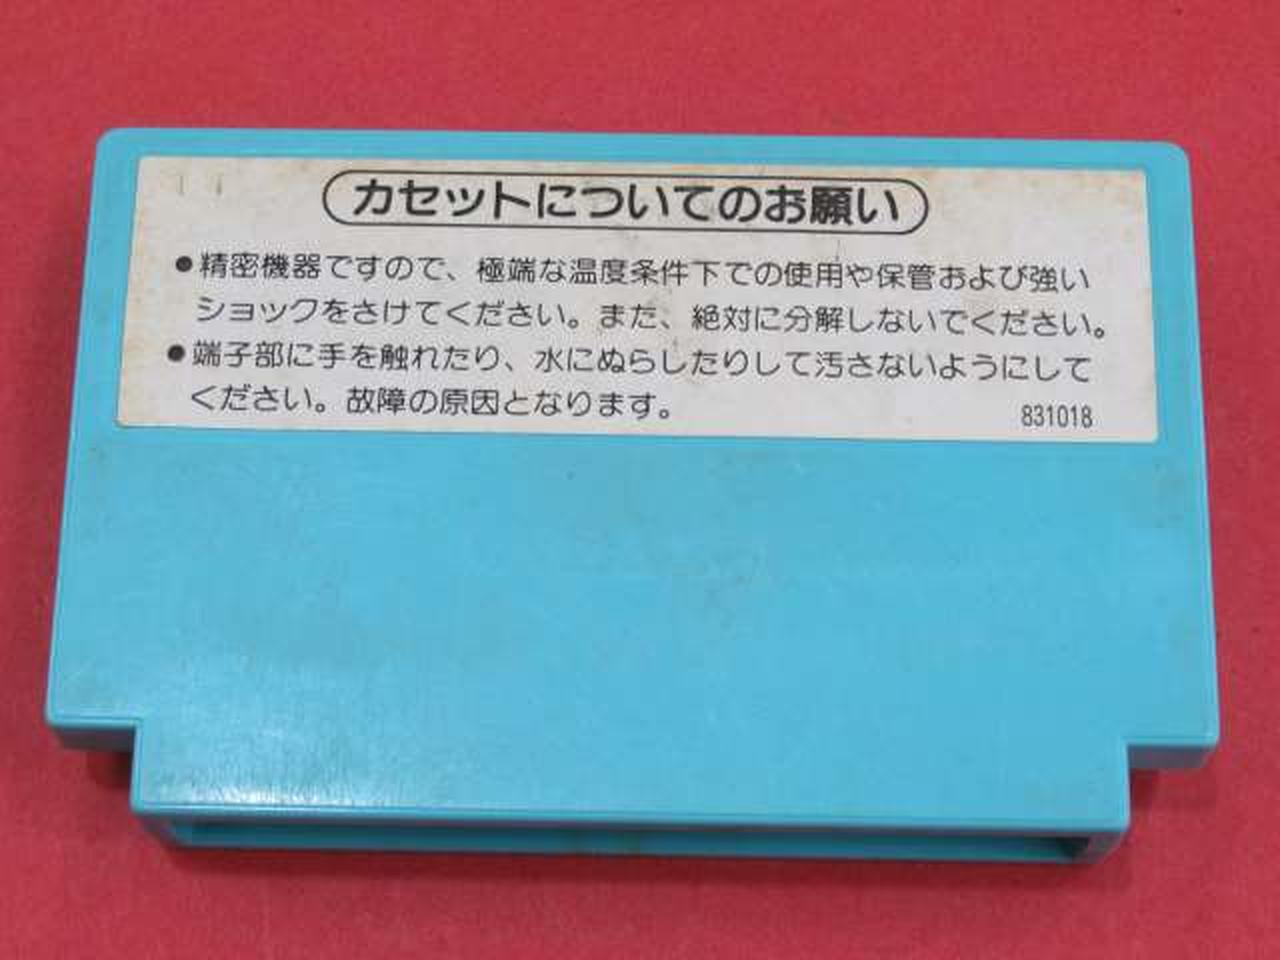 カセットについてのお願い
●精密機器ですので、極端な温度条件下での使用や保管および強い
ショックをさけてください。また、絶対に分解しないでください。
●端子部に手を触れたり、水にぬらしたりして汚さないようにして
ください。故障の原因となります。
831018